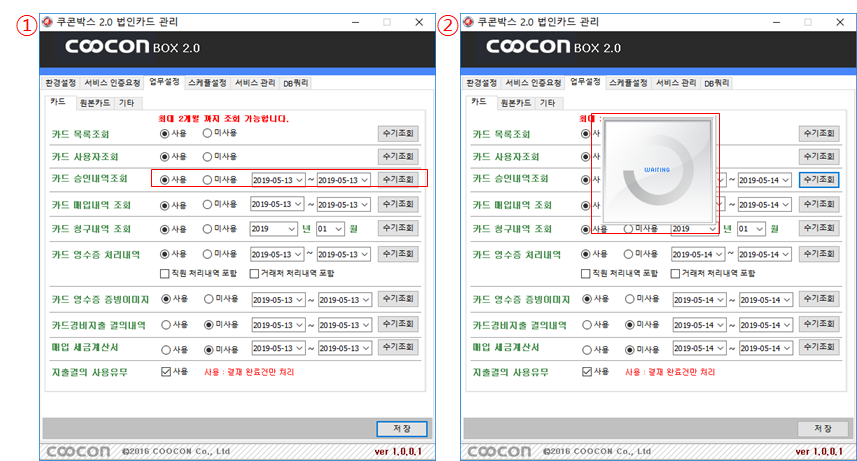 ①
쿠콘박스 2.0 법인카드 관리
COOCON BOX 2.0
환경설정 서비스 인증요청 업무설정 스케쥴설정 서비스 관리 DB쿼리
카드 원본카드 기타
최대 2개월 까지 조회 가능합니다.
카드 목록조회 사용 미사용 수기조회
카드 사용자조회 사용 수기조회
카드 승인내역조회 사용 미사용 2019-05-13 ~ 2019-05-13 수기조회
카드 매입내역 조회 사용 미사용 2019-05-13 ~ 2019-05-13 수기조회
카드 청구내역 조회 사용 미사용 2019 년 01 월 수기조회
카드 영수증 처리내역 사용 미사용 2019-05-13 ~ 2019-05-13 수기조회
직원 처리내역 포함 거래처 처리내역 포함
카드 영수증 증빙이미지 사용 미사용 2019-05-13 ~ 2019-05-13 수기조회
카드경비지출 결의내역 사용 미사용 2019-05-13 ~ 2019-05-13 수기조회
매입 세금계산서 사용 미사용 2019-05-13 ~ 2019-05-13 수기조회
지출결의 사용유무 사용 사용 : 결재 완료건만 처리
저장
COOCON ©2016 COOCON Co., Ltd ver 1.0.0.1
②
쿠콘박스 2.0 법인카드 관리
COOCON BOX 2.0
환경설정 서비스 인증요청 업무설정 스케쥴설정 서비스 관리 DB쿼리
카드 원본카드 기타
최대
카드 목록조회 수기조회
카드 사용자조회 수기조회
WAITING
카드 승인내역조회 ~ 2019-05-14 수기조회
카드 매입내역 조회 ~ 2019-05-14 수기조회
카드 청구내역 조회 사용 미사용 2019 년 01 월 수기조회
카드 영수증 처리내역 사용 미사용 2019-05-14 ~ 2019-05-14 수기조회
직원 처리내역 포함 거래처 처리내역 포함
카드 영수증 증빙이미지 사용 미사용 2019-05-14 ~ 2019-05-14 수기조회
카드경비지출 결의내역 사용 미사용 2019-05-14 ~ 2019-05-14 수기조회
매입 세금계산서 사용 미사용 2019-05-14 ~ 2019-05-14 수기조회
지출결의 사용유무 사용 사용 : 결재 완료건만 처리
저장
COOCON ©2016 COOCON Co., Ltd ver 1.0.0.1